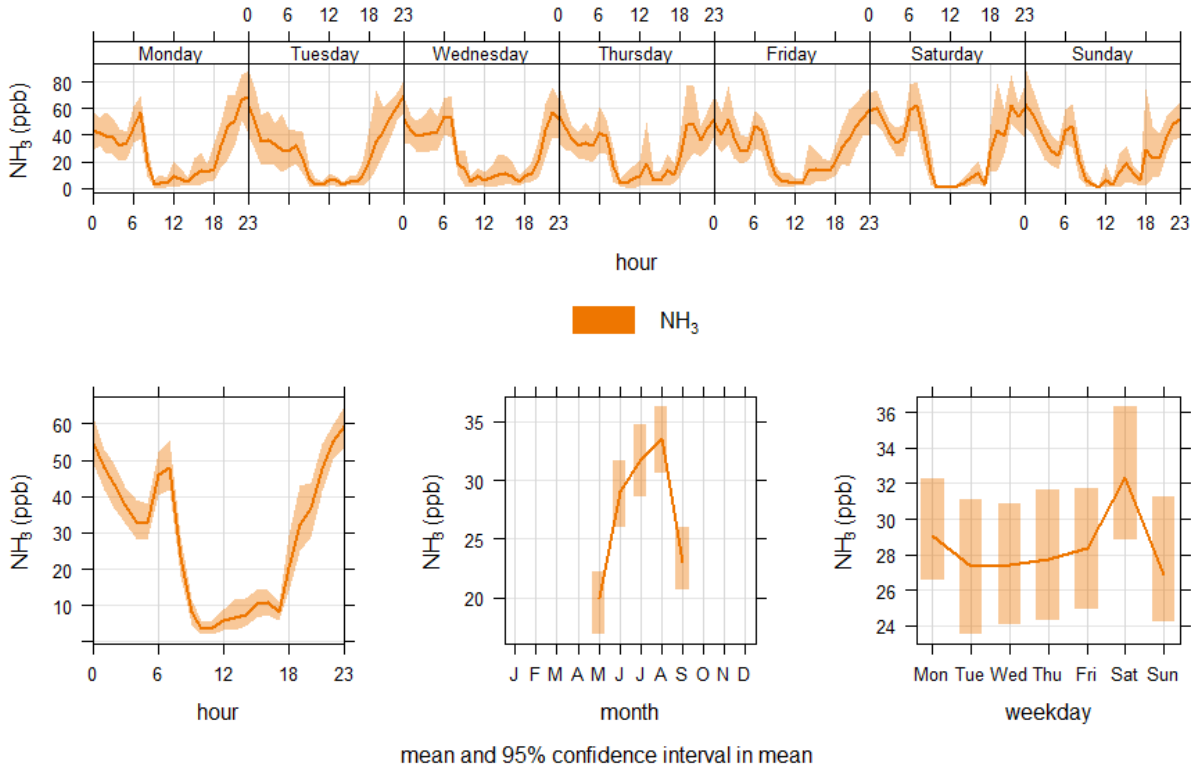 0 6 12 18 23 0 6 12 18 23 0 6 12 18 23
Monday Tuesday Wednesday Thursday Friday Saturday Sunday
NH₃ (ppb)
80
60
40
20
0
0 6 12 18 23 0 6 12 18 23 0 6 12 18 23 0 6 12 18 23
hour
NH₃
NH₃ (ppb)
60
50
40
30
20
10
0 6 12 18 23
hour
NH₃ (ppb)
35
30
25
20
J F M A M J J A S O N D
month
NH₃ (ppb)
36
34
32
30
28
26
24
Mon Tue Wed Thu Fri Sat Sun
weekday
mean and 95% confidence interval in mean